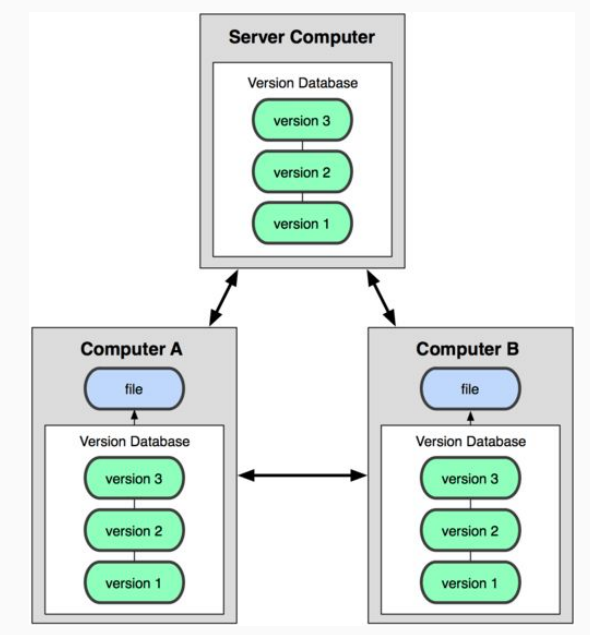 Server Computer
Version Database
version 3
version 2
version 1
Computer A
file
Version Database
version 3
version 2
version 1
Computer B
file
Version Database
version 3
version 2
version 1